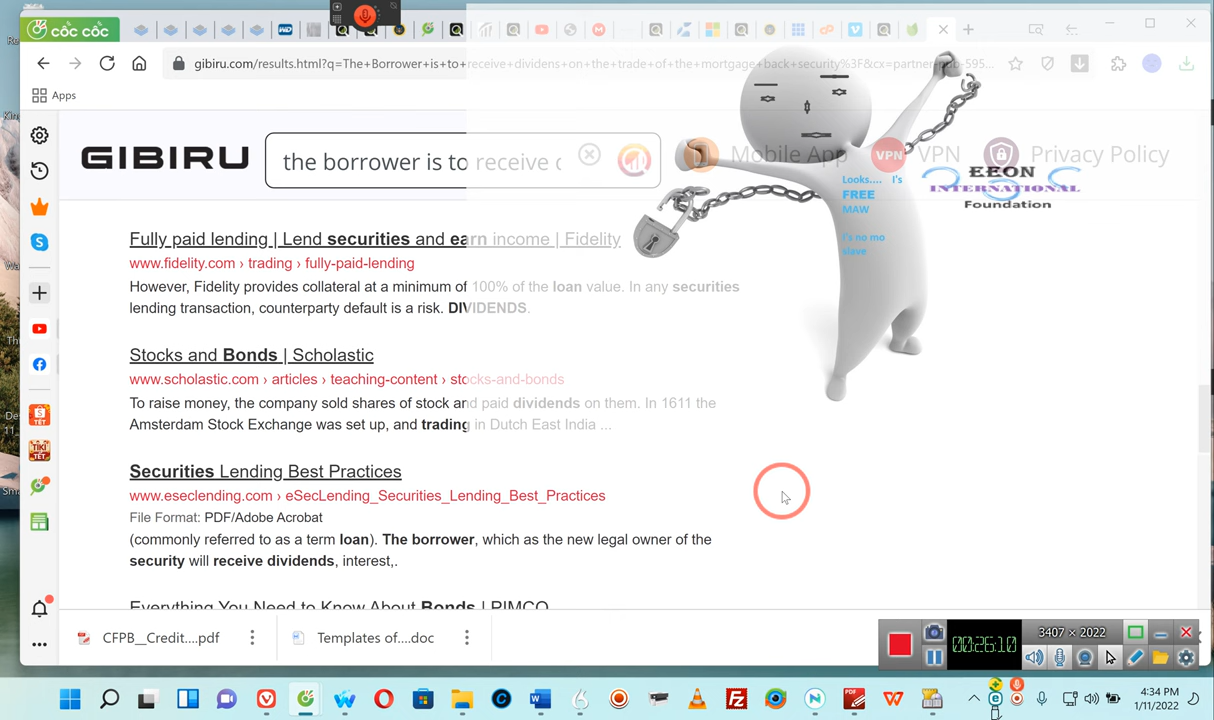 CỐC CỐC
gibiru.com/results.html?q=The+Borrower+is+to+receive+dividens+on+the+trade+of+the+mortgage+back+security%3F&cx=partner-pub-595...
Apps
GIBIRU
the borrower is to receive d
Mobile App
VPN
VPN
Privacy Policy
Looks.... I's
FREE
MAW
I's no mo
slave
EEON
INTERNATIONAL
Foundation
Fully paid lending | Lend securities and earn income | Fidelity
www.fidelity.com › trading › fully-paid-lending
However, Fidelity provides collateral at a minimum of 100% of the loan value. In any securities
lending transaction, counterparty default is a risk. DIVIDENDS.
Stocks and Bonds | Scholastic
www.scholastic.com › articles › teaching-content › stocks-and-bonds
To raise money, the company sold shares of stock and paid dividends on them. In 1611 the
Amsterdam Stock Exchange was set up, and trading in Dutch East India ...
Securities Lending Best Practices
www.eseclending.com › eSecLending_Securities_Lending_Best_Practices
File Format: PDF/Adobe Acrobat
(commonly referred to as a term loan). The borrower, which as the new legal owner of the
security will receive dividends, interest,.
Everything You Need to Know About Bonds | PIMCO
CFPB__Credit....pdf
Templates of....doc
00:26:10
3407 × 2022
4:34 PM
1/11/2022